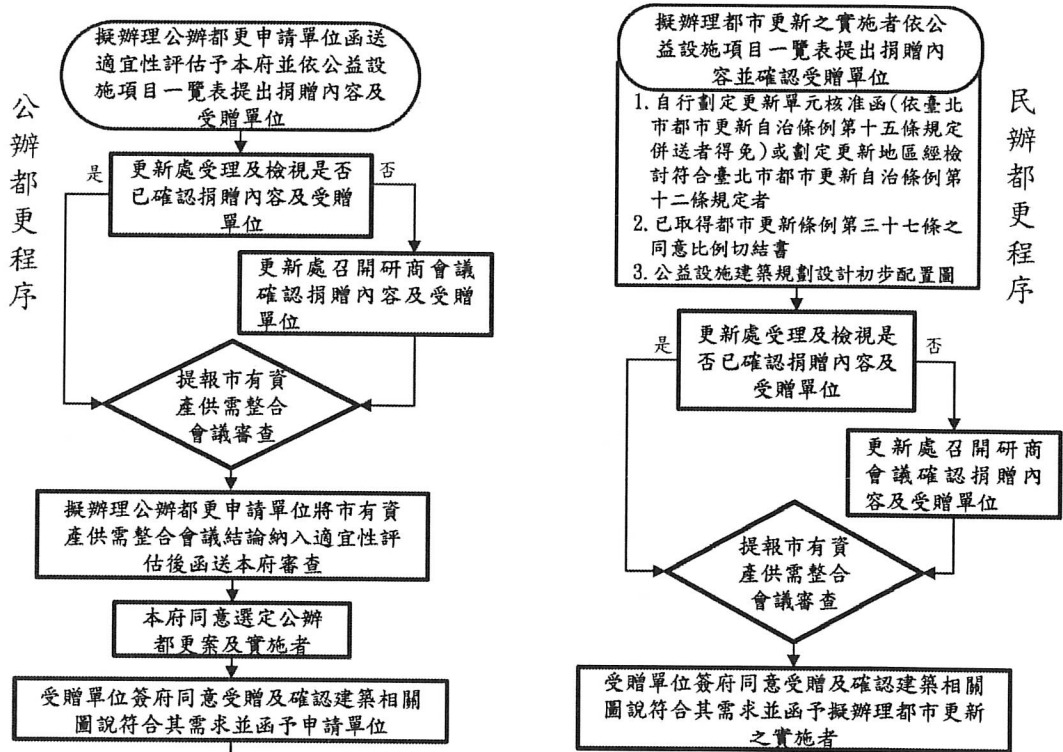 公辦都更程序
擬辦理公辦都更申請單位函送
適宜性評估予本府並依公益設
施項目一覽表提出捐贈內容及
受贈單位
是
更新處受理及檢視是否
已確認捐贈內容及受贈
單位
否
更新處召開研商會議
確認捐贈內容及受贈
單位
提報市有資
產供需整合
會議審查
擬辦理公辦都更申請單位將市有資
產供需整合會議結論納入適宜性評
估後函送本府審查
本府同意選定公辦
都更案及實施者
受贈單位簽府同意受贈及確認建築相關
圖說符合其需求並函予申請單位
民辦都更程序
擬辦理都市更新之實施者依公
益設施項目一覽表提出捐贈內
容並確認受贈單位
1. 自行劃定更新單元核准函(依臺北
市都市更新自治條例第十五條規定
併送者得免)或劃定更新地區經檢
討符合臺北市都市更新自治條例第
十二條規定者
2. 已取得都市更新條例第三十七條之
同意比例切結書
3. 公益設施建築規劃設計初步配置圖
是
更新處受理及檢視是
否已確認捐贈內容及
受贈單位
否
更新處召開研商
會議確認捐贈內
容及受贈單位
提報市有資
產供需整合
會議審查
受贈單位簽府同意受贈及確認建築相關
圖說符合其需求並函予擬辦理都市更新
之實施者